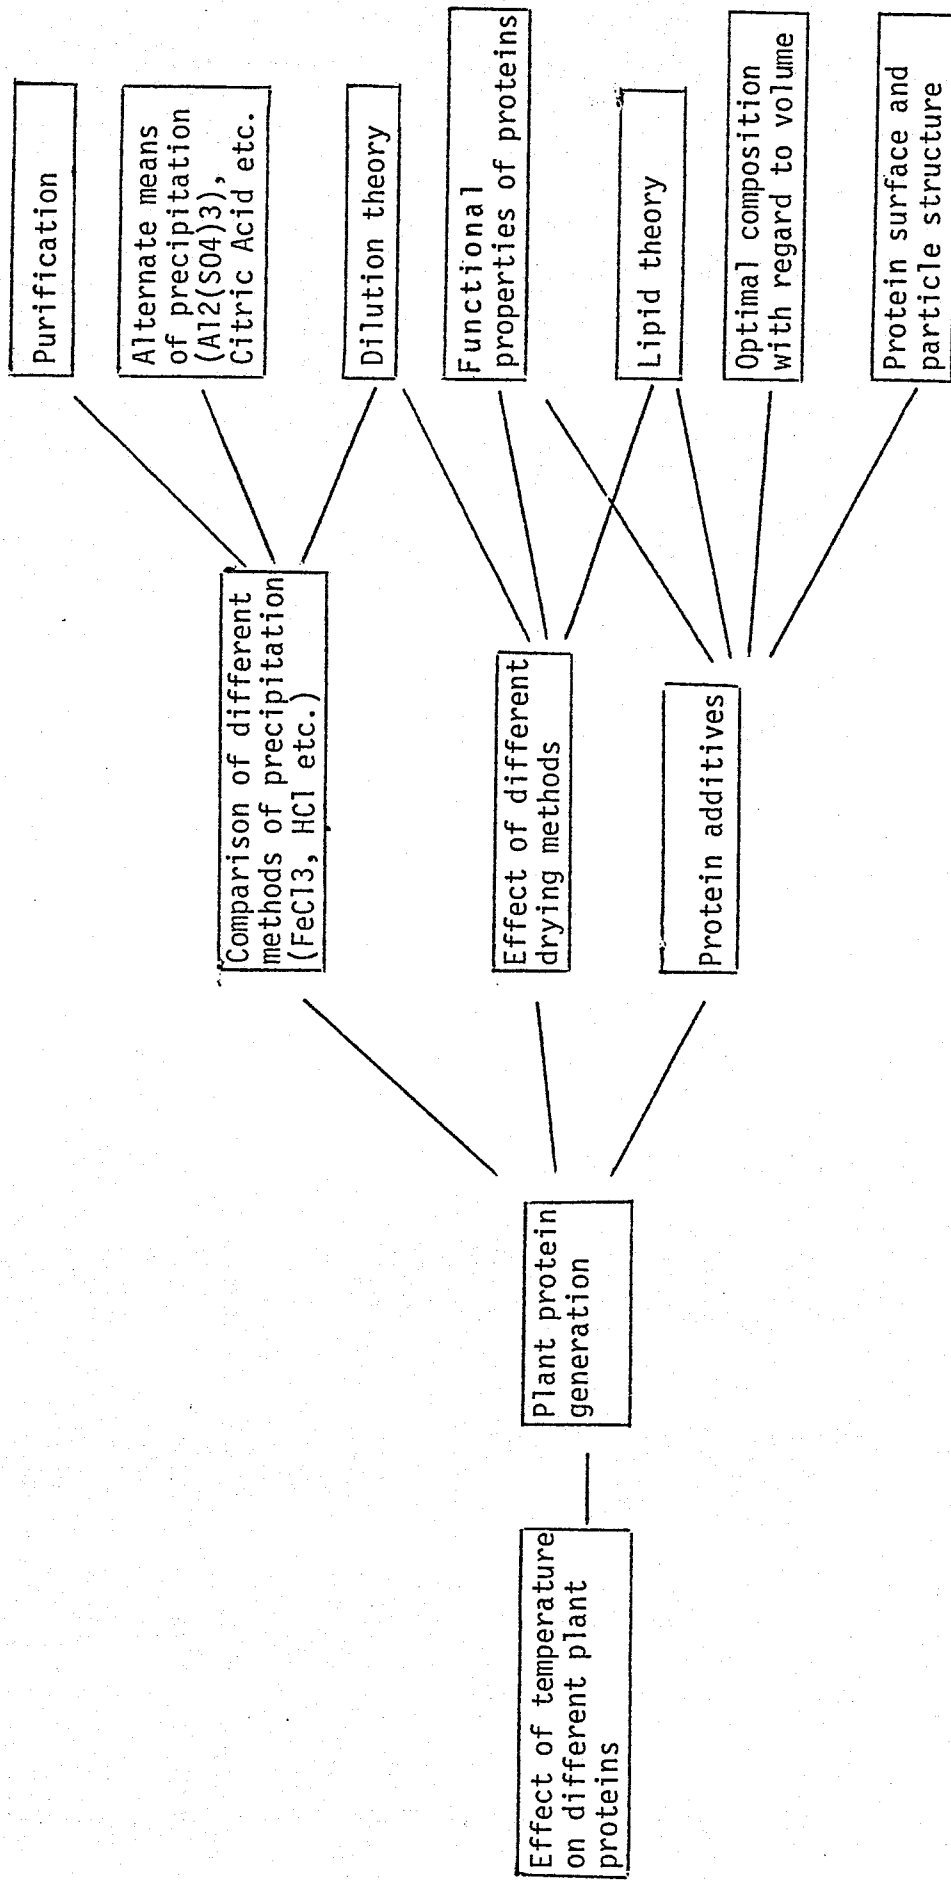 Effect of temperature
on different plant
proteins
Plant protein
generation
Comparison of different
methods of precipitation
(FeCl3, HCl etc.)
Effect of different
drying methods
Protein additives
Purification
Alternate means
of precipitation
(Al2(SO4)3),
Citric Acid etc.
Dilution theory
Functional
properties of proteins
Lipid theory
Optimal composition
with regard to volume
Protein surface and
particle structure